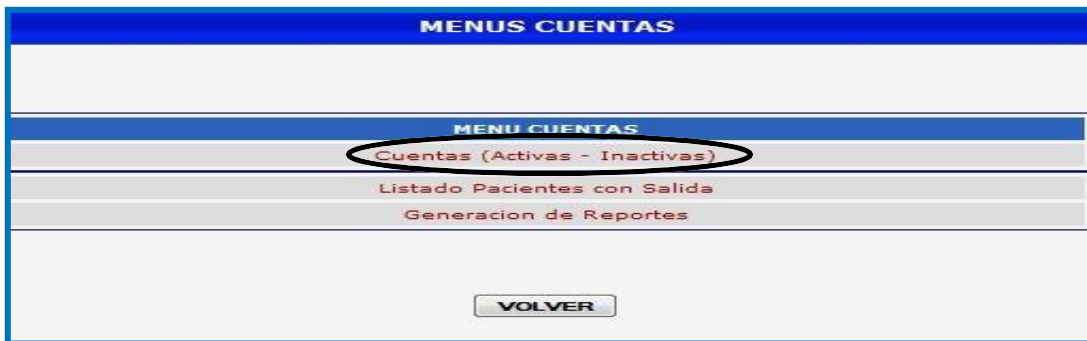 MENUS CUENTAS
MENU CUENTAS
Cuentas (Activas - Inactivas)
Listado Pacientes con Salida
Generacion de Reportes
VOLVER